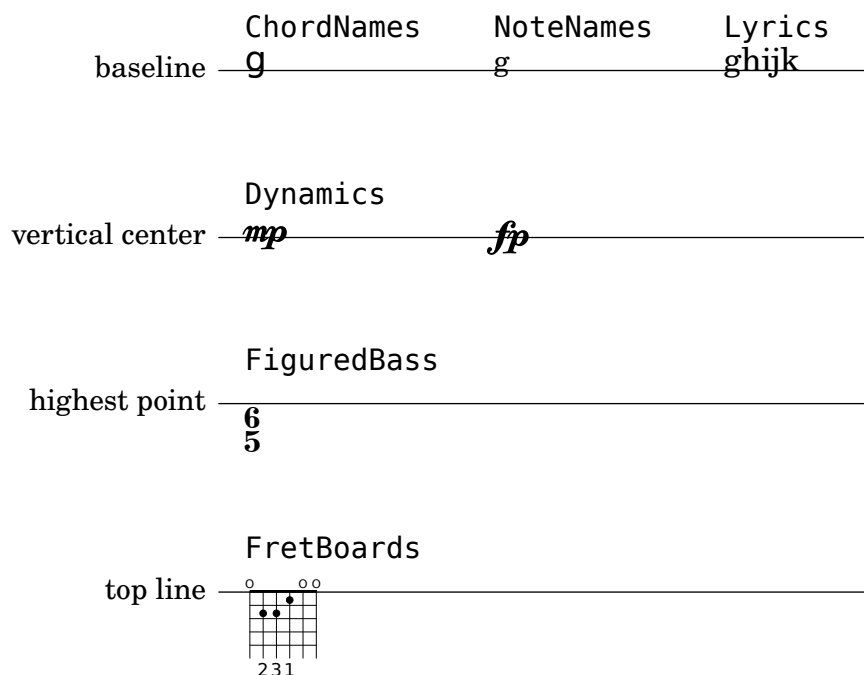 ChordNames NoteNames Lyrics
baseline g g ghijk
Dynamics
vertical center mp fp
FiguredBass
highest point 6
5
FretBoards
o o o
top line
231